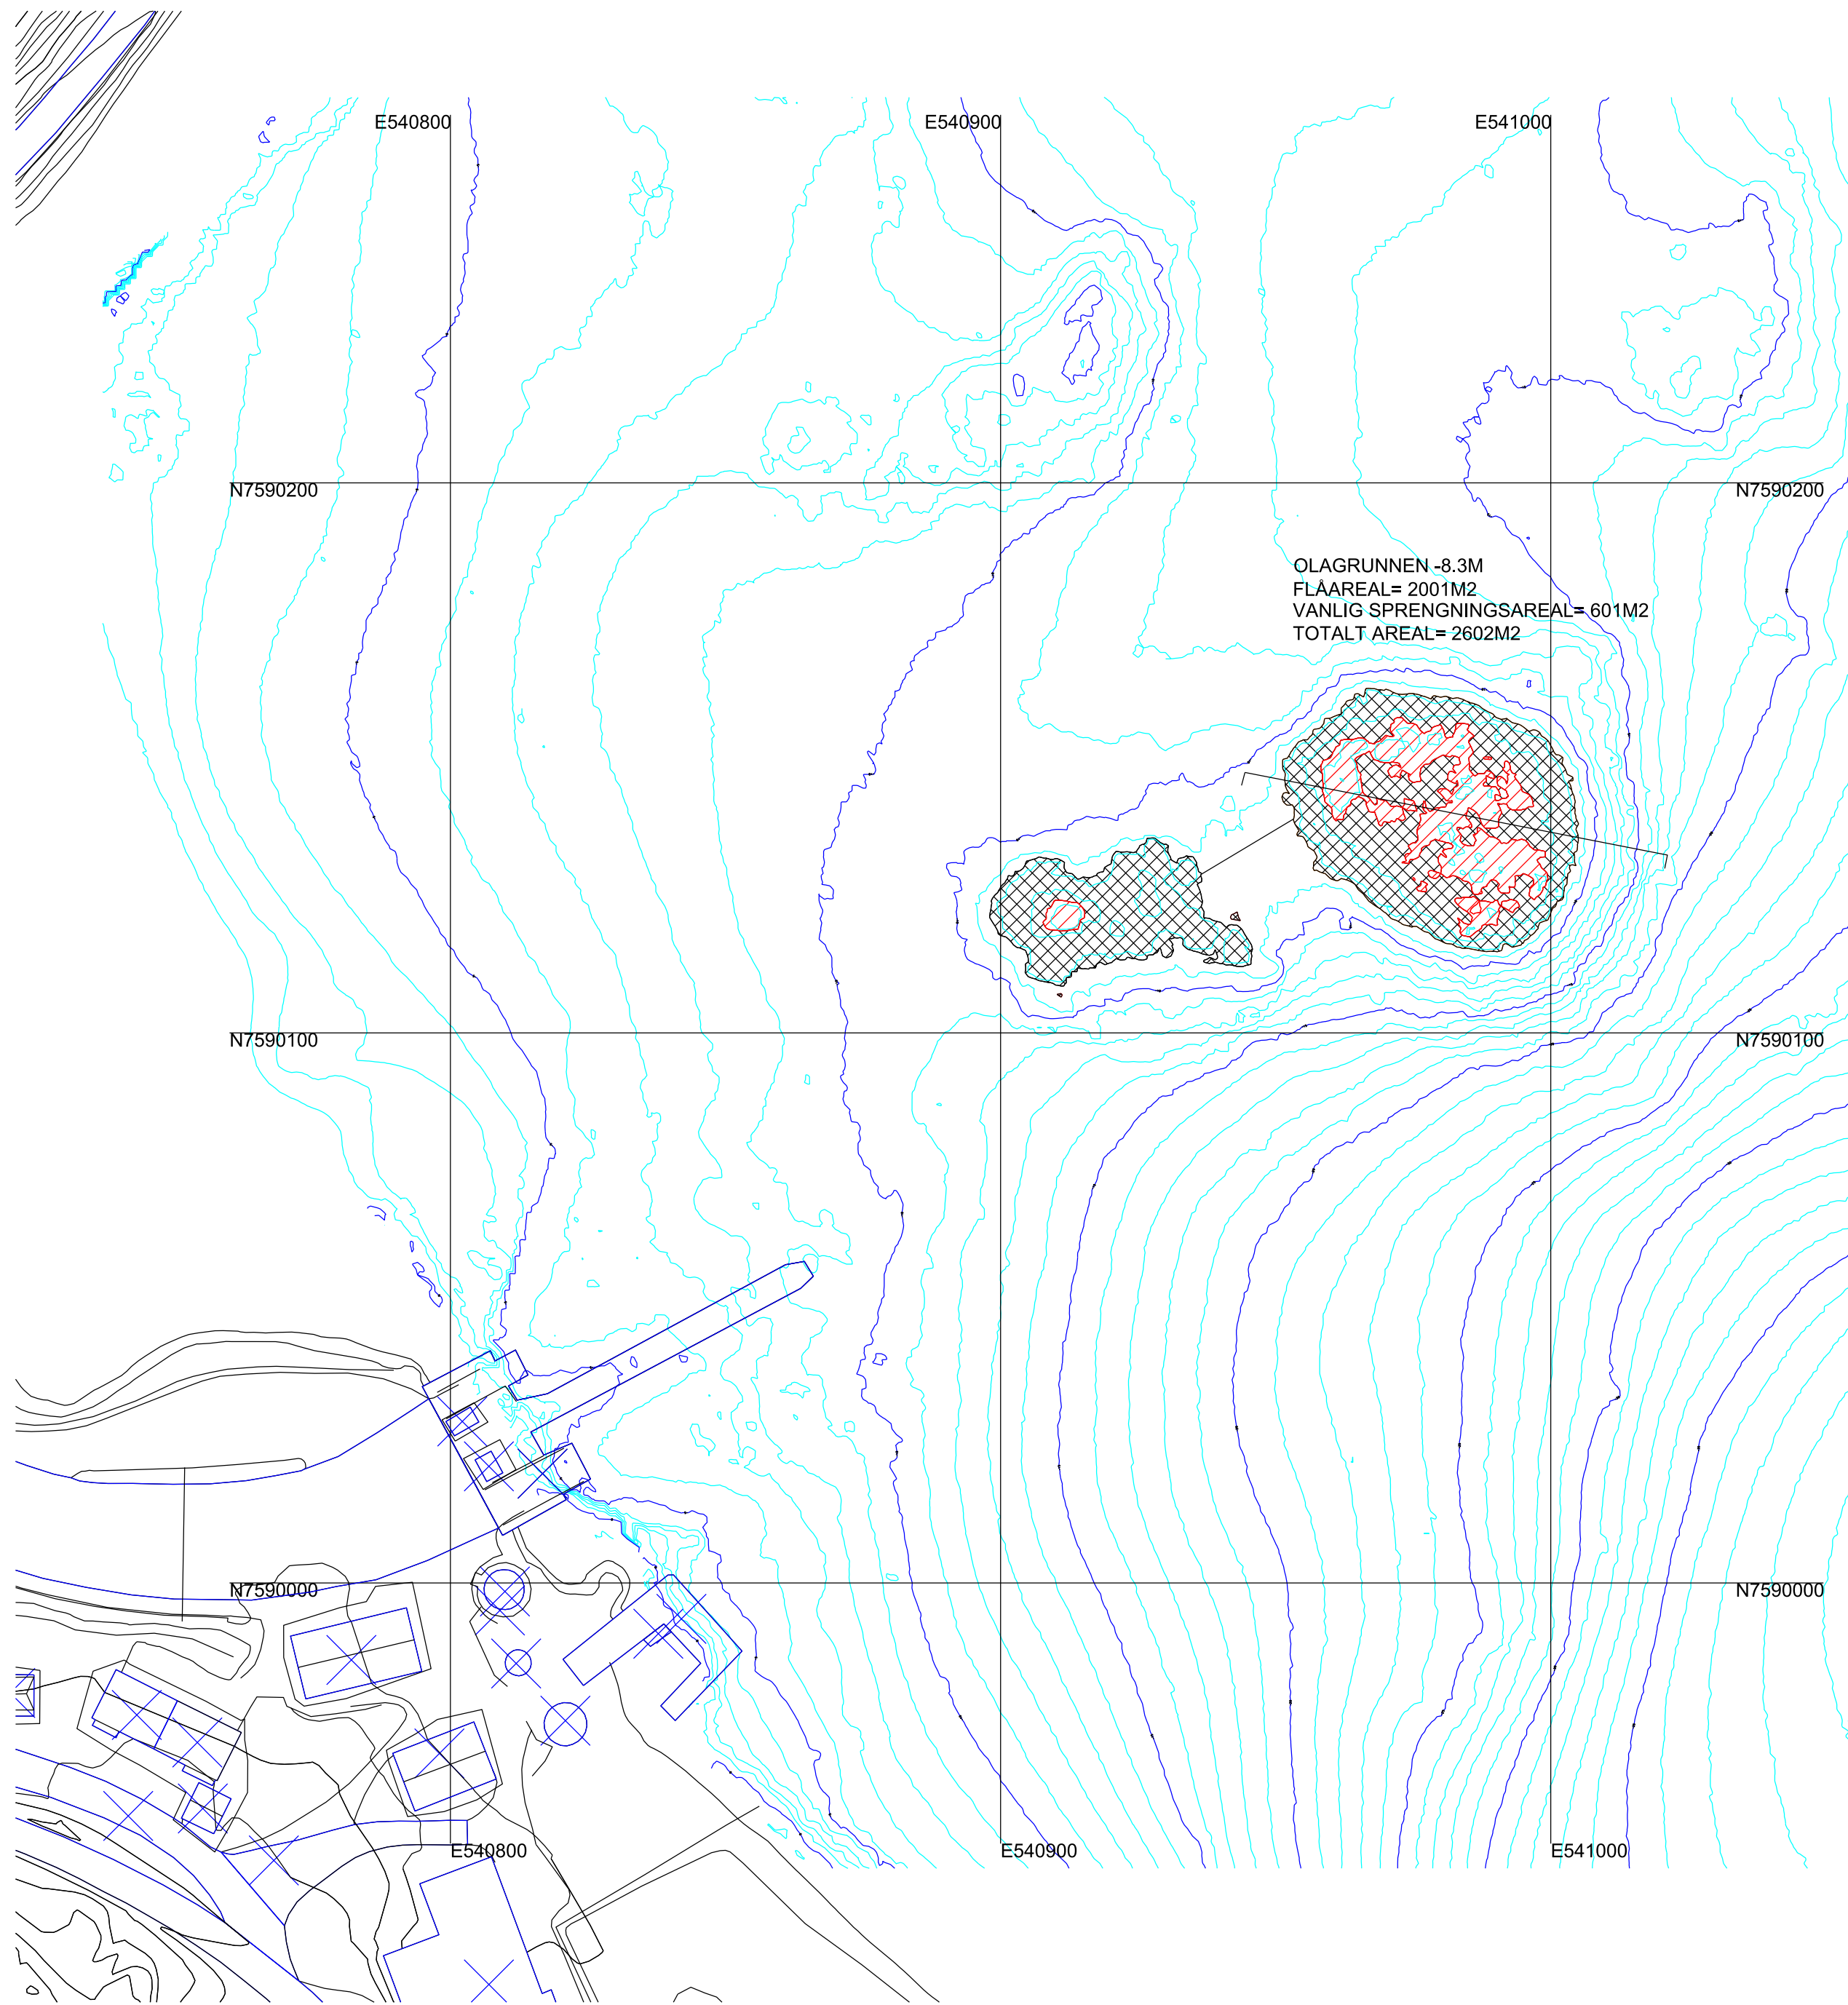 E540800
E540900
E541000
N7590200
N7590200
OLAGRUNNEN -8.3M
FLÅAREAL= 2001M2
VANLIG SPRENGNINGSAREAL= 601M2
TOTALT AREAL= 2602M2
N7590100
N7590100
N7590000
N7590000
E540800
E540900
E541000